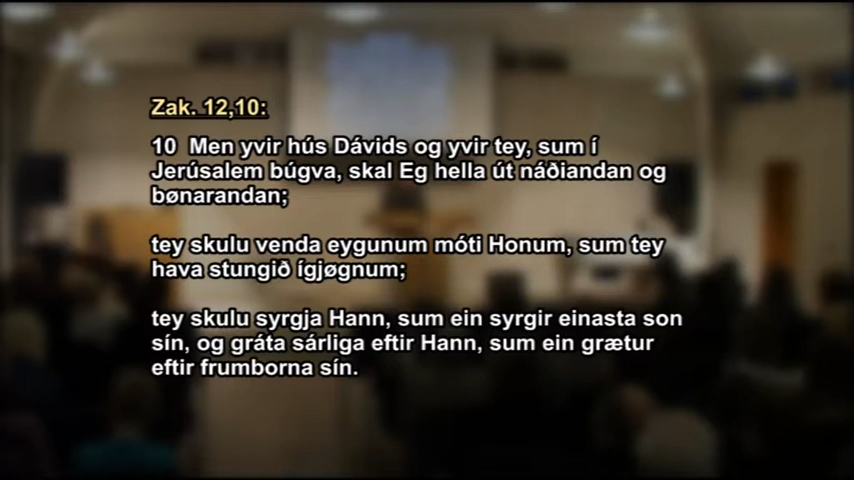 Zak. 12,10:
10 Men yvir hús Dávids og yvir tey, sum í
Jerúsalem búgva, skal Eg hella út náðiandan og
bønarandan;
tey skulu venda eygunum móti Honum, sum tey
hava stungið ígjøgnum;
tey skulu syrgja Hann, sum ein syrgir einasta son
sín, og gráta sárliga eftir Hann, sum ein grætur
eftir frumborna sín.